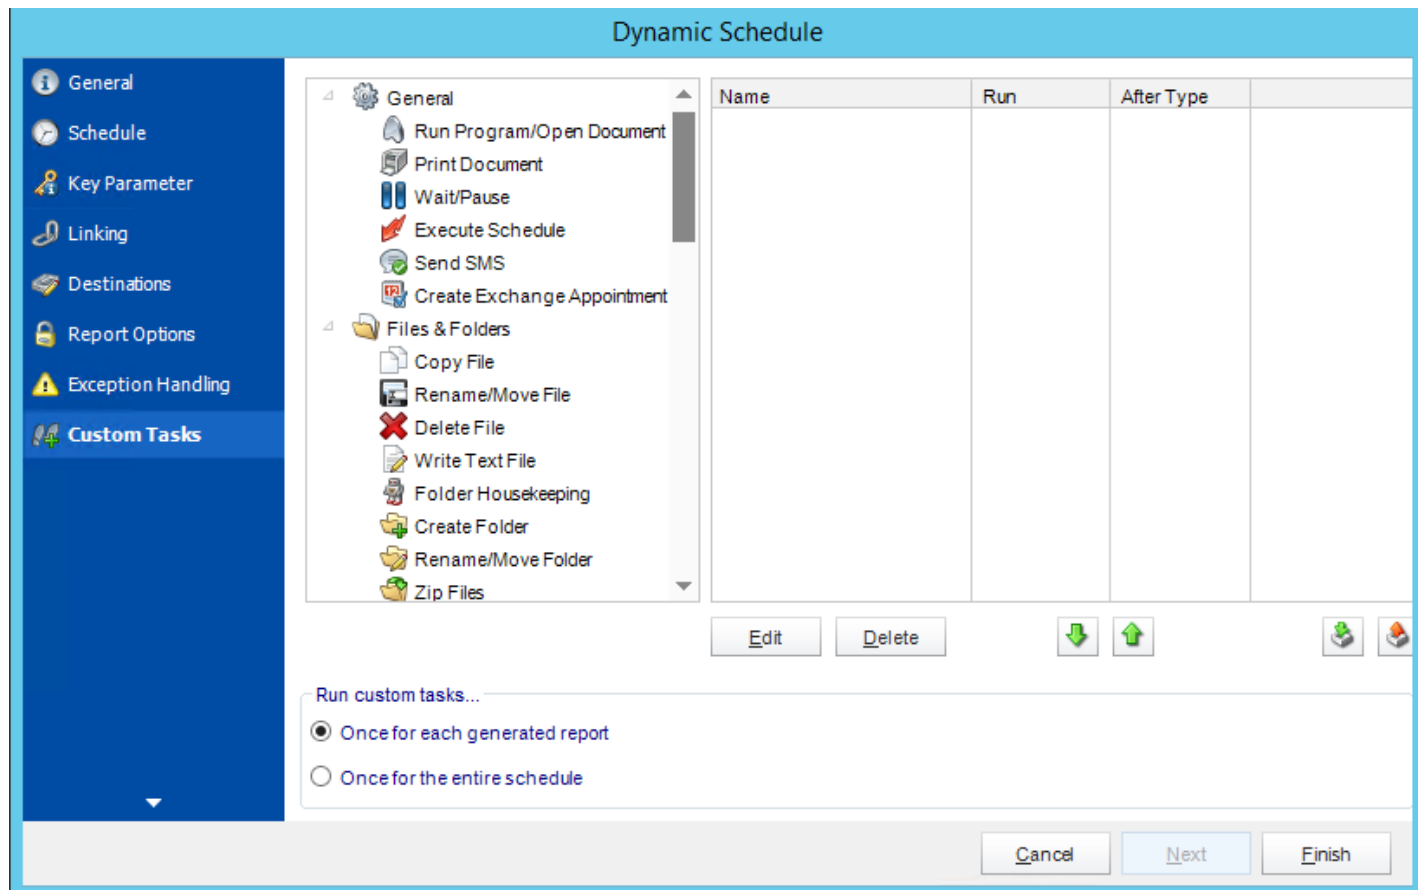 Dynamic Schedule
General
Schedule
Key Parameter
Linking
Destinations
Report Options
Exception Handling
Custom Tasks
General
Run Program/Open Document
Print Document
Wait/Pause
Execute Schedule
Send SMS
Create Exchange Appointment
Files & Folders
Copy File
Rename/Move File
Delete File
Write Text File
Folder Housekeeping
Create Folder
Rename/Move Folder
Zip Files
Name Run After Type
Edit Delete
Run custom tasks...
Once for each generated report
Once for the entire schedule
Cancel Next Finish